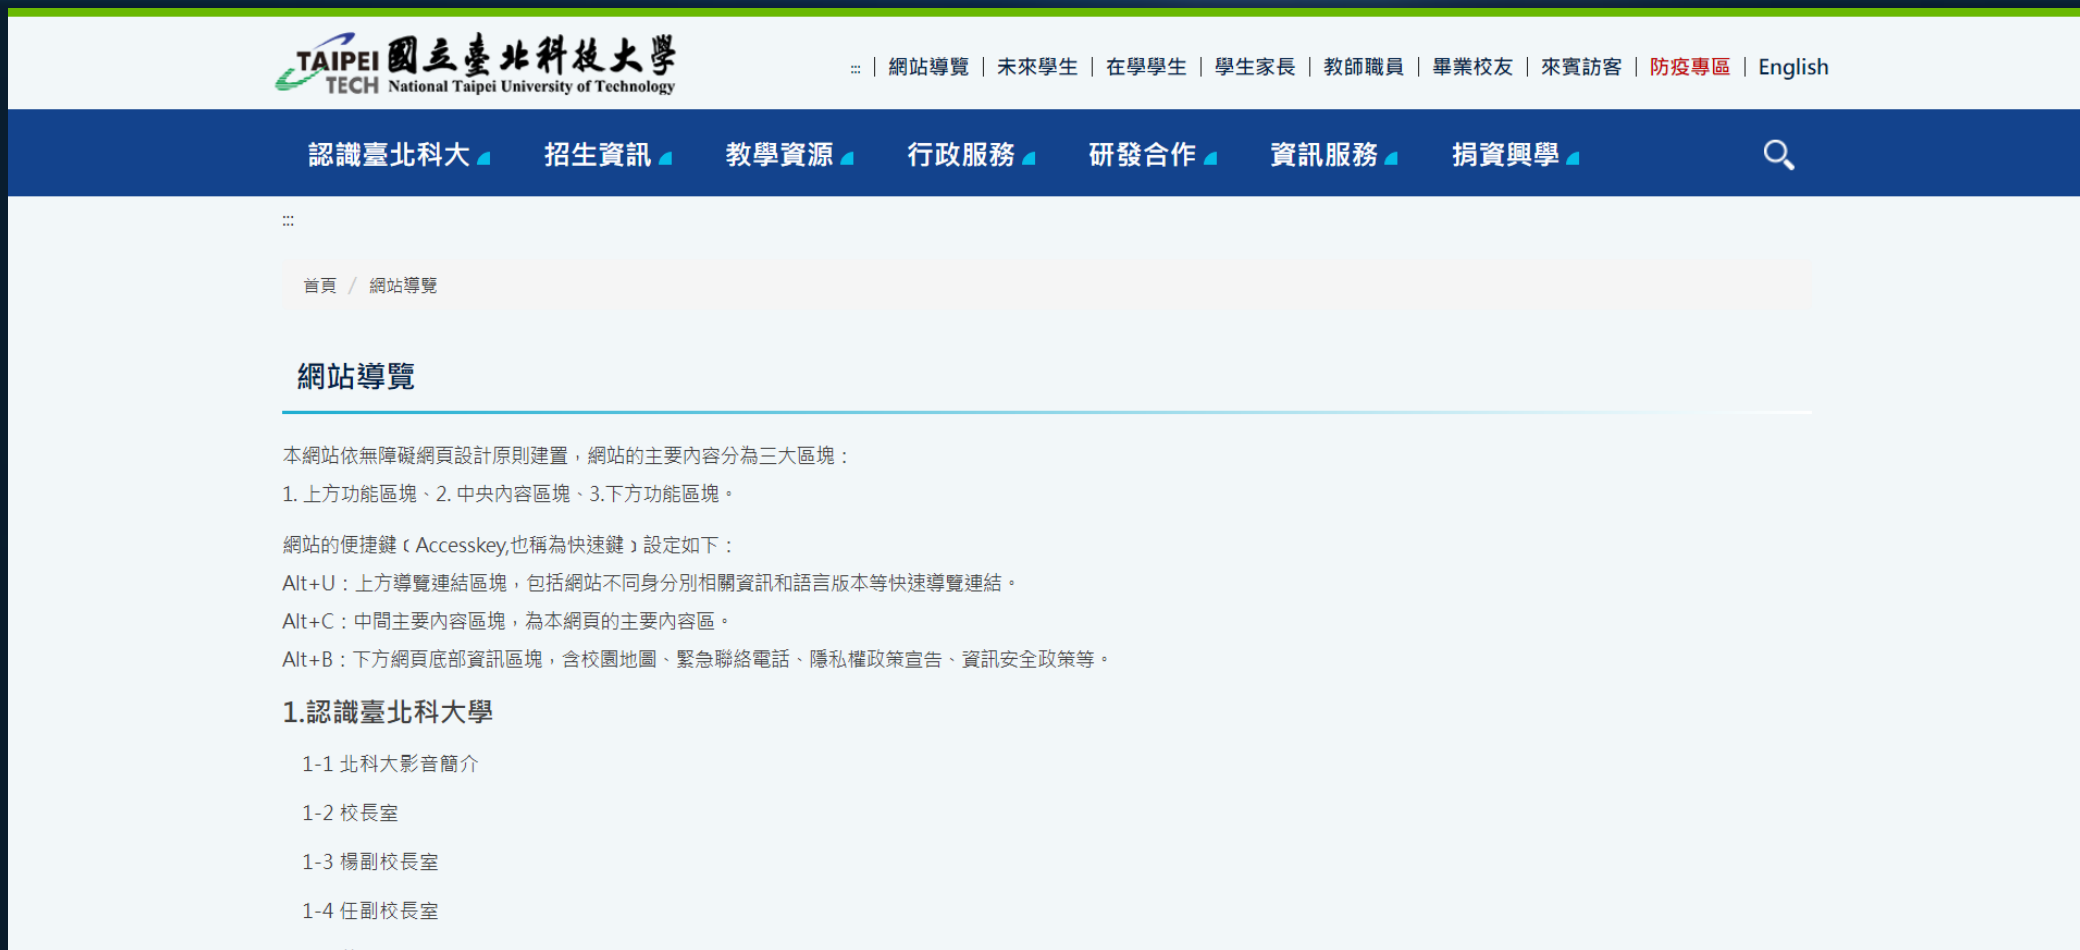 TAIPEI TECH 國立臺北科技大學
National Taipei University of Technology
::: | 網站導覽 | 未來學生 | 在學學生 | 學生家長 | 教師職員 | 畢業校友 | 來賓訪客 | 防疫專區 | English
認識臺北科大 招生資訊 教學資源 行政服務 研發合作 資訊服務 捐資興學
:::
首頁 / 網站導覽
網站導覽
本網站依無障礙網頁設計原則建置，網站的主要內容分為三大區塊：
1. 上方功能區塊、2. 中央內容區塊、3.下方功能區塊。
網站的便捷鍵﹝Accesskey,也稱為快速鍵﹞設定如下：
Alt+U：上方導覽連結區塊，包括網站不同身分別相關資訊和語言版本等快速導覽連結。
Alt+C：中間主要內容區塊，為本網頁的主要內容區。
Alt+B：下方網頁底部資訊區塊，含校園地圖、緊急聯絡電話、隱私權政策宣告、資訊安全政策等。
1.認識臺北科大學
1-1 北科大影音簡介
1-2 校長室
1-3 楊副校長室
1-4 任副校長室